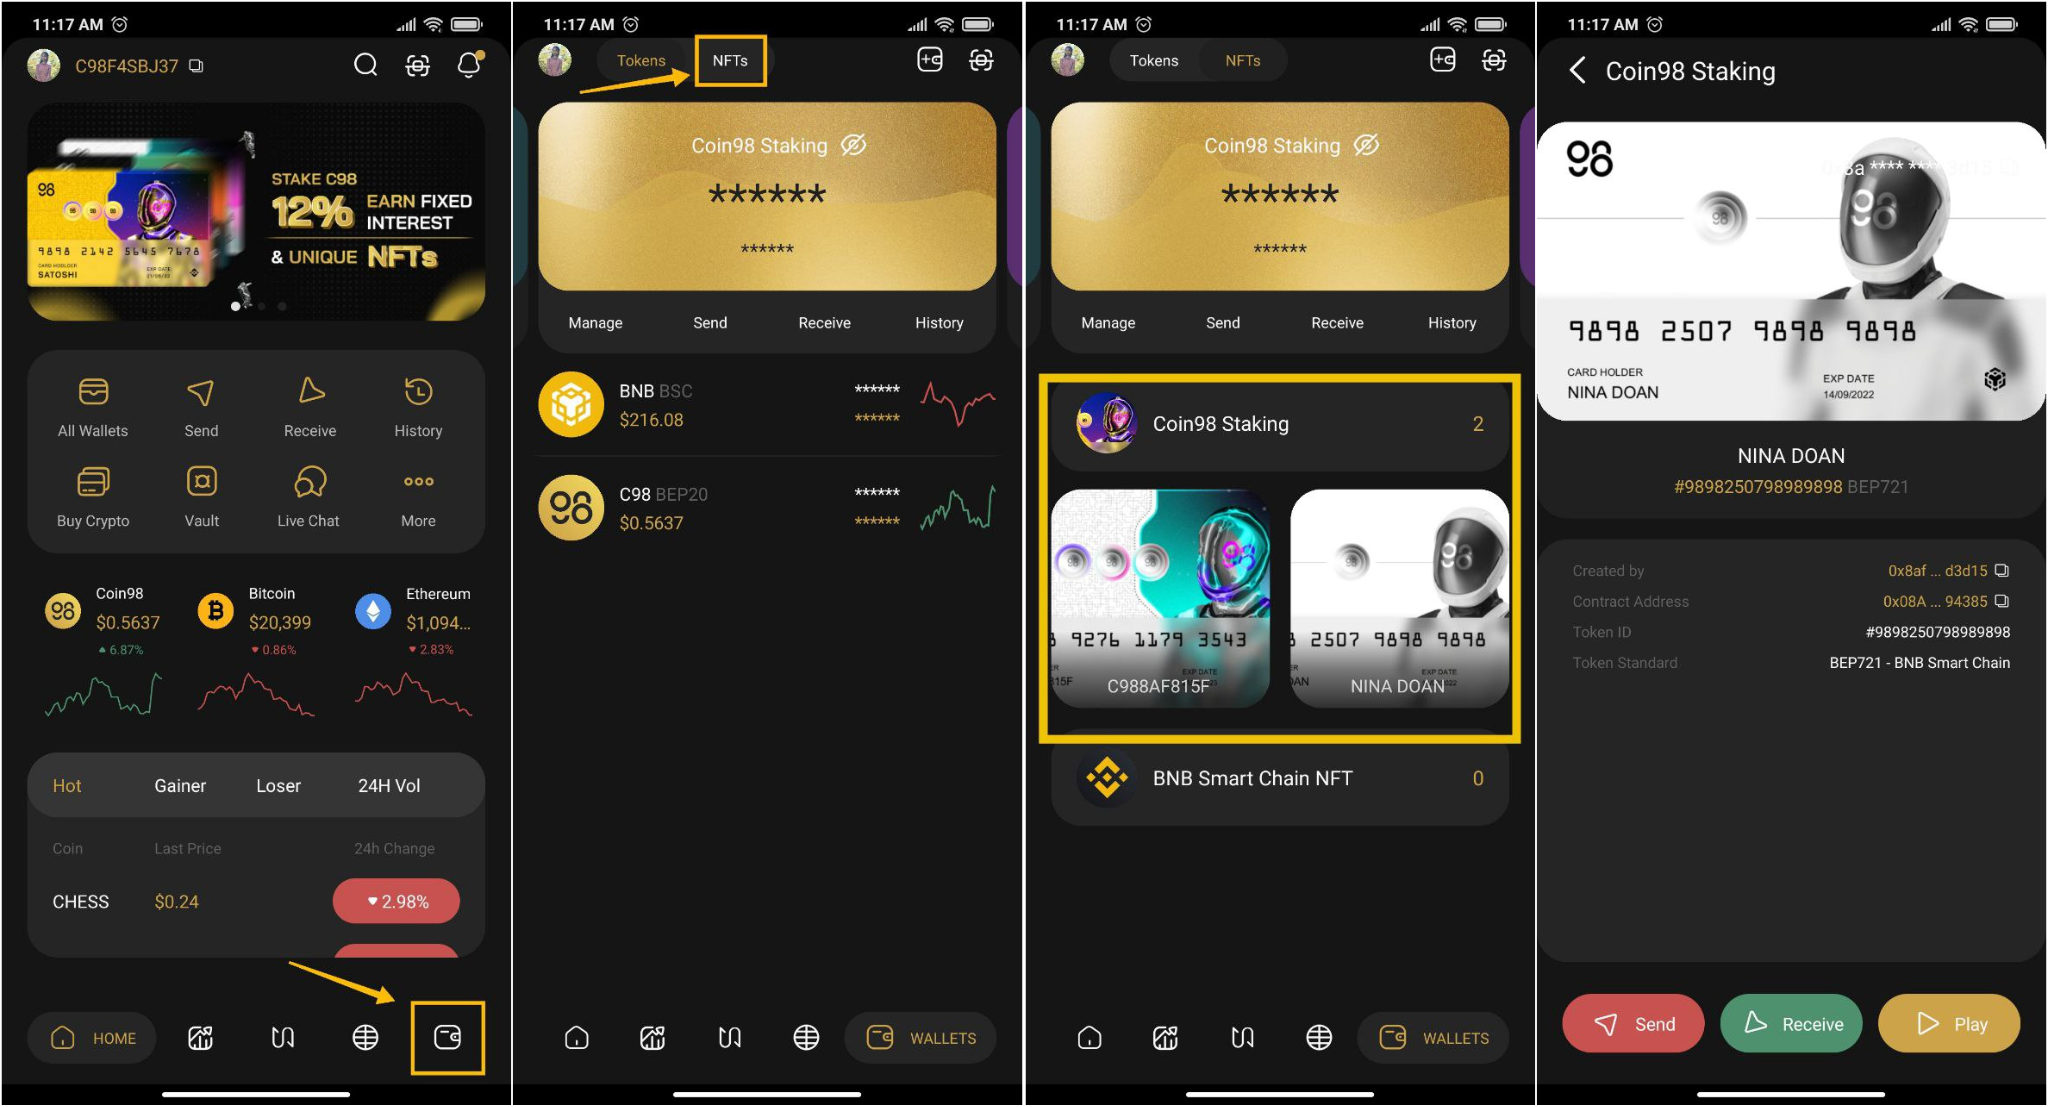 11:17 AM
C98F4SBJ37
STAKE C98
12% EARN FIXED INTEREST
& UNIQUE NFTs
98
9898 2142 5645 7678
SATOSHI
All Wallets
Send
Receive
History
Buy Crypto
Vault
Live Chat
More
Coin98
$0.5637
6.87%
Bitcoin
$20,399
0.86%
Ethereum
$1,094...
2.83%
Hot
Gainer
Loser
24H Vol
Coin
Last Price
24h Change
CHESS
$0.24
2.98%
HOME
11:17 AM
Tokens
NFTs
Coin98 Staking
******
******
Manage
Send
Receive
History
BNB BSC
$216.08
******
******
C98 BEP20
$0.5637
******
******
WALLETS
11:17 AM
Tokens
NFTs
Coin98 Staking
******
******
Manage
Send
Receive
History
Coin98 Staking
2
9276 1179 3543
EXP DATE
C988AF815F
2507 9898 9898
EXP DATE
NINA DOAN
BNB Smart Chain NFT
0
WALLETS
11:17 AM
Coin98 Staking
98
9898 2507 9898 9898
CARD HOLDER
NINA DOAN
EXP DATE
14/09/2022
NINA DOAN
#9898250798989898 BEP721
Created by
0x8af ... d3d15
Contract Address
0x08A ... 94385
Token ID
#9898250798989898
Token Standard
BEP721 - BNB Smart Chain
Send
Receive
Play